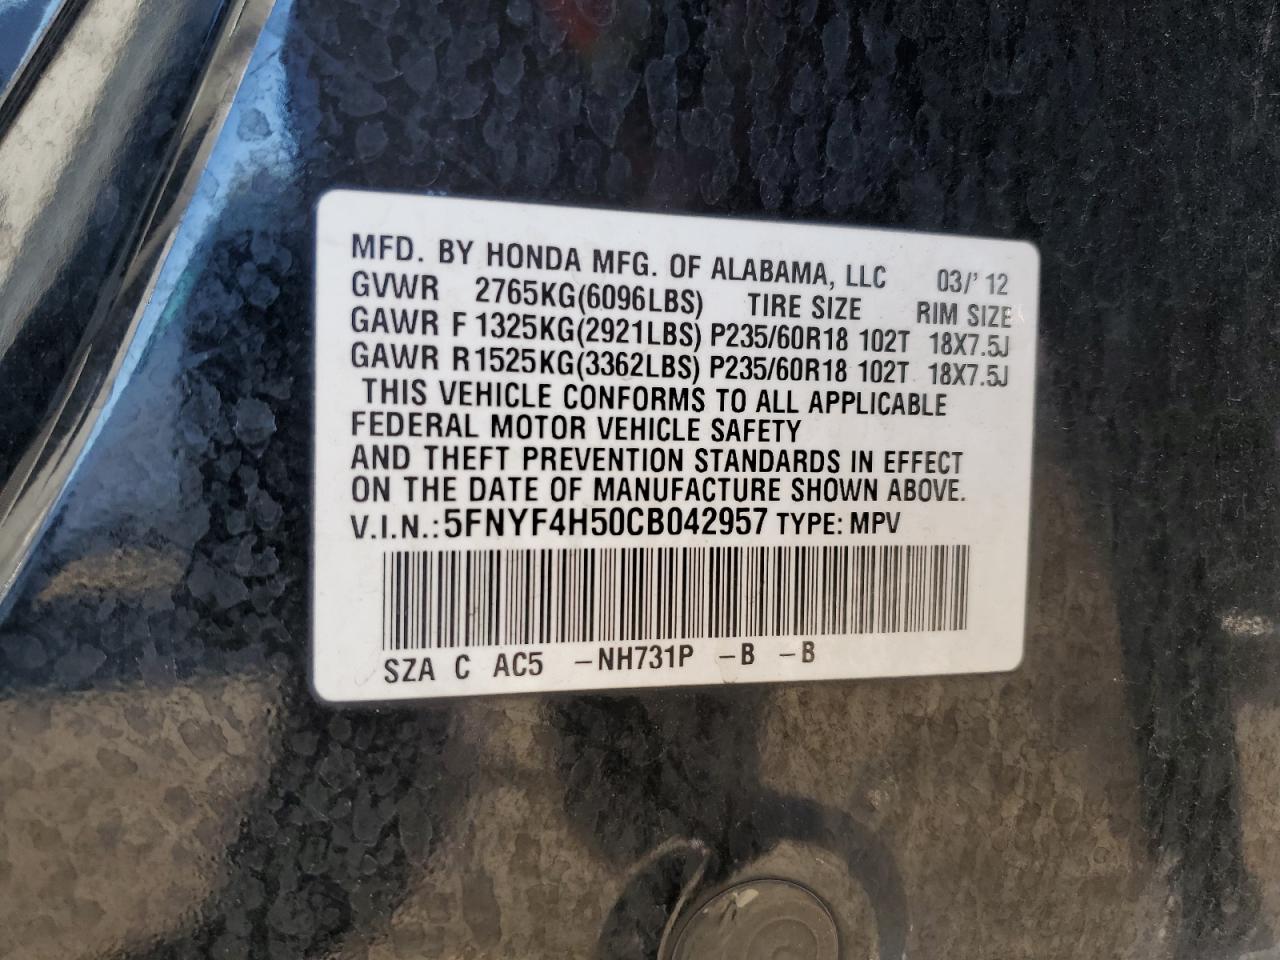 MFD. BY HONDA MFG. OF ALABAMA, LLC 03/'12
GVWR 2765KG(6096LBS) TIRE SIZE RIM SIZE
GAWR F 1325KG(2921LBS) P235/60R18 102T 18X7.5J
GAWR R 1525KG(3362LBS) P235/60R18 102T 18X7.5J
THIS VEHICLE CONFORMS TO ALL APPLICABLE
FEDERAL MOTOR VEHICLE SAFETY
AND THEFT PREVENTION STANDARDS IN EFFECT
ON THE DATE OF MANUFACTURE SHOWN ABOVE.
V.I.N.: 5FNYF4H50CB042957 TYPE: MPV
SZA C AC5 -NH731P -B -B